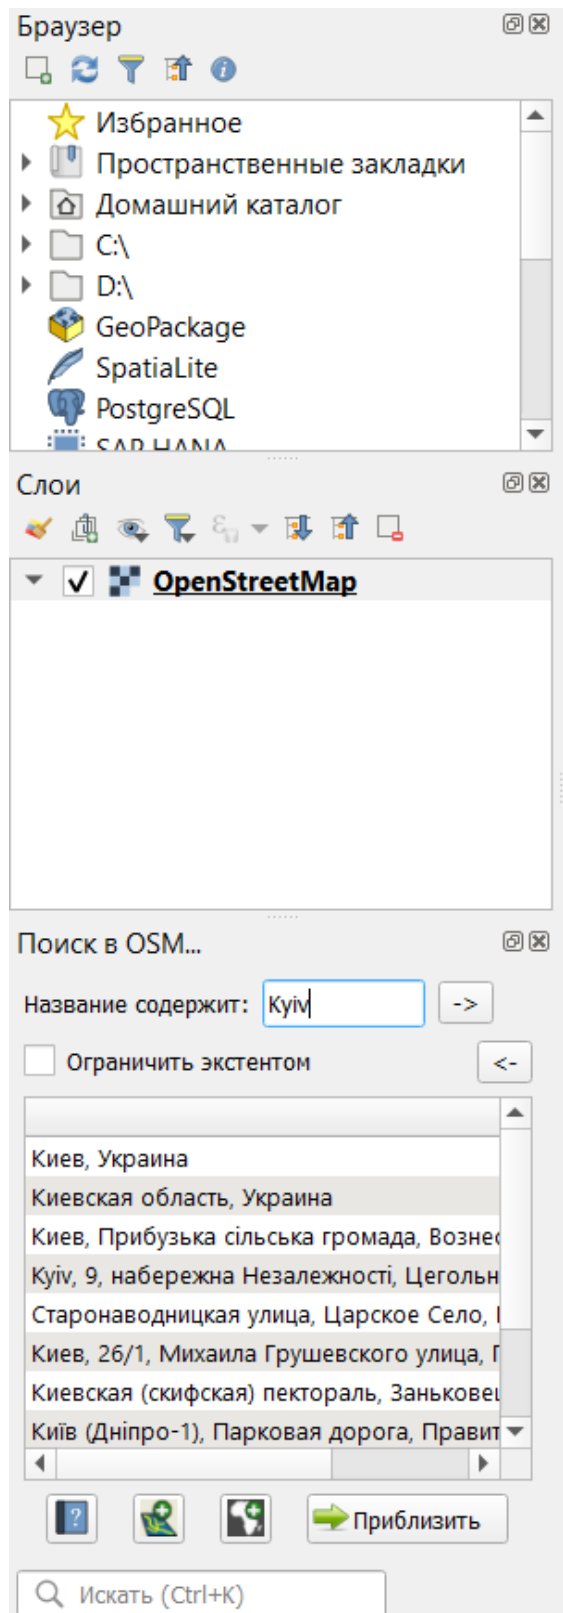 Браузер
Избранное
Пространственные закладки
Домашний каталог
C:\
D:\
GeoPackage
SpatiaLite
PostgreSQL
SAP HANA
Слои
OpenStreetMap
Поиск в OSM...
Название содержит: Kyiv ->
Ограничить экстентом <-
Киев, Украина
Киевская область, Украина
Киев, Прибузька сільська громада, Вознес
Kyiv, 9, набережна Незалежності, Цегольн
Старонаводницкая улица, Царское Село,
Киев, 26/1, Михаила Грушевского улица,
Киевская (скифская) пектораль, Заньковец
Київ (Дніпро-1), Парковая дорога, Правит
Приблизить
Искать (Ctrl+K)